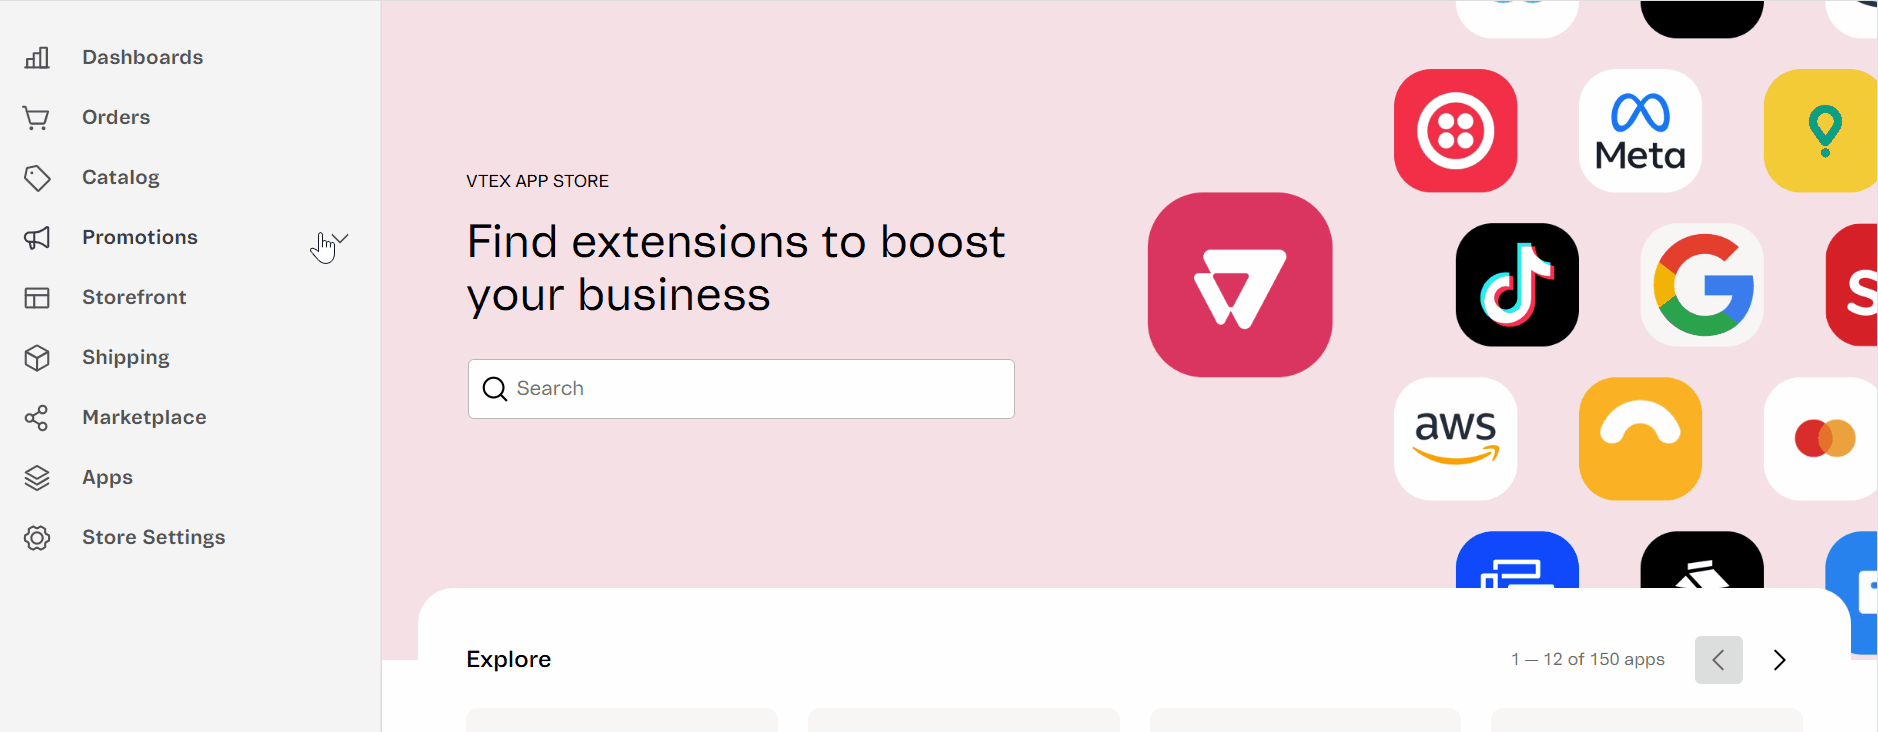 Dashboards
Orders
Catalog
Promotions
Storefront
Shipping
Marketplace
Apps
Store Settings
VTEX APP STORE
Find extensions to boost
your business
Search
Meta
aws
Explore
1 — 12 of 150 apps